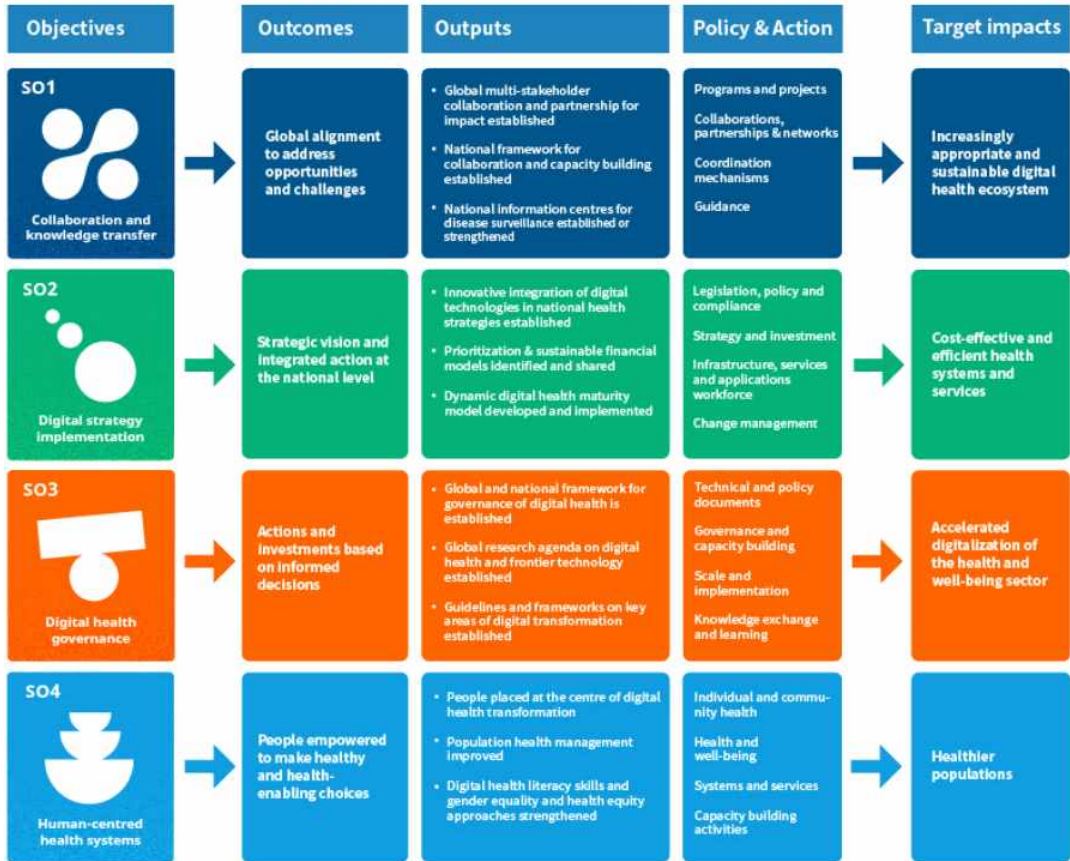 Objectives
Outcomes
Outputs
Policy & Action
Target impacts
SO1
Collaboration and
knowledge transfer
Global alignment
to address
opportunities
and challenges
• Global multi-stakeholder
collaboration and partnership for
impact established
• National framework for
collaboration and capacity building
established
• National information centres for
disease surveillance established or
strengthened
Programs and projects
Collaborations,
partnerships & networks
Coordination
mechanisms
Guidance
Increasingly
appropriate and
sustainable digital
health ecosystem
SO2
Digital strategy
implementation
Strategic vision and
integrated action at
the national level
• Innovative integration of digital
technologies in national health
strategies established
• Prioritization & sustainable financial
models identified and shared
• Dynamic digital health maturity
model developed and implemented
Legislation, policy and
compliance
Strategy and investment
Infrastructure, services
and applications
workforce
Change management
Cost-effective and
efficient health
systems and
services
SO3
Digital health
governance
Actions and
investments based
on informed
decisions
• Global and national framework for
governance of digital health is
established
• Global research agenda on digital
health and frontier technology
established
• Guidelines and frameworks on key
areas of digital transformation
established
Technical and policy
documents
Governance and
capacity building
Scale and
implementation
Knowledge exchange
and learning
Accelerated
digitalization of
the health and
well-being sector
SO4
Human-centred
health systems
People empowered
to make healthy
and health-
enabling choices
• People placed at the centre of digital
health transformation
• Population health management
improved
• Digital health literacy skills and
gender equality and health equity
approaches strengthened
Individual and commu-
nity health
Health and
well-being
Systems and services
Capacity building
activities
Healthier
populations